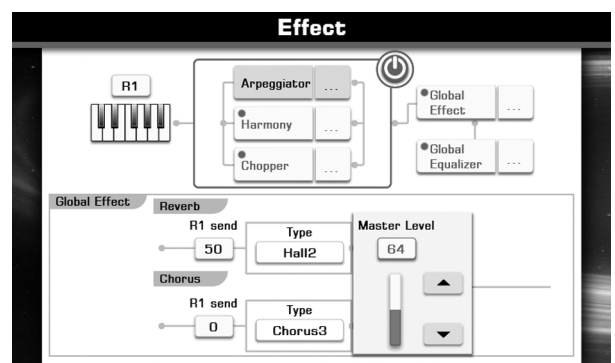 Effect
R1
Arpeggiator ...
Harmony ...
Chopper ...
Global
Effect ...
Global
Equalizer ...
Global Effect
Reverb
R1 send
50
Type
Hall2
Master Level
64
Chorus
R1 send
0
Type
Chorus3